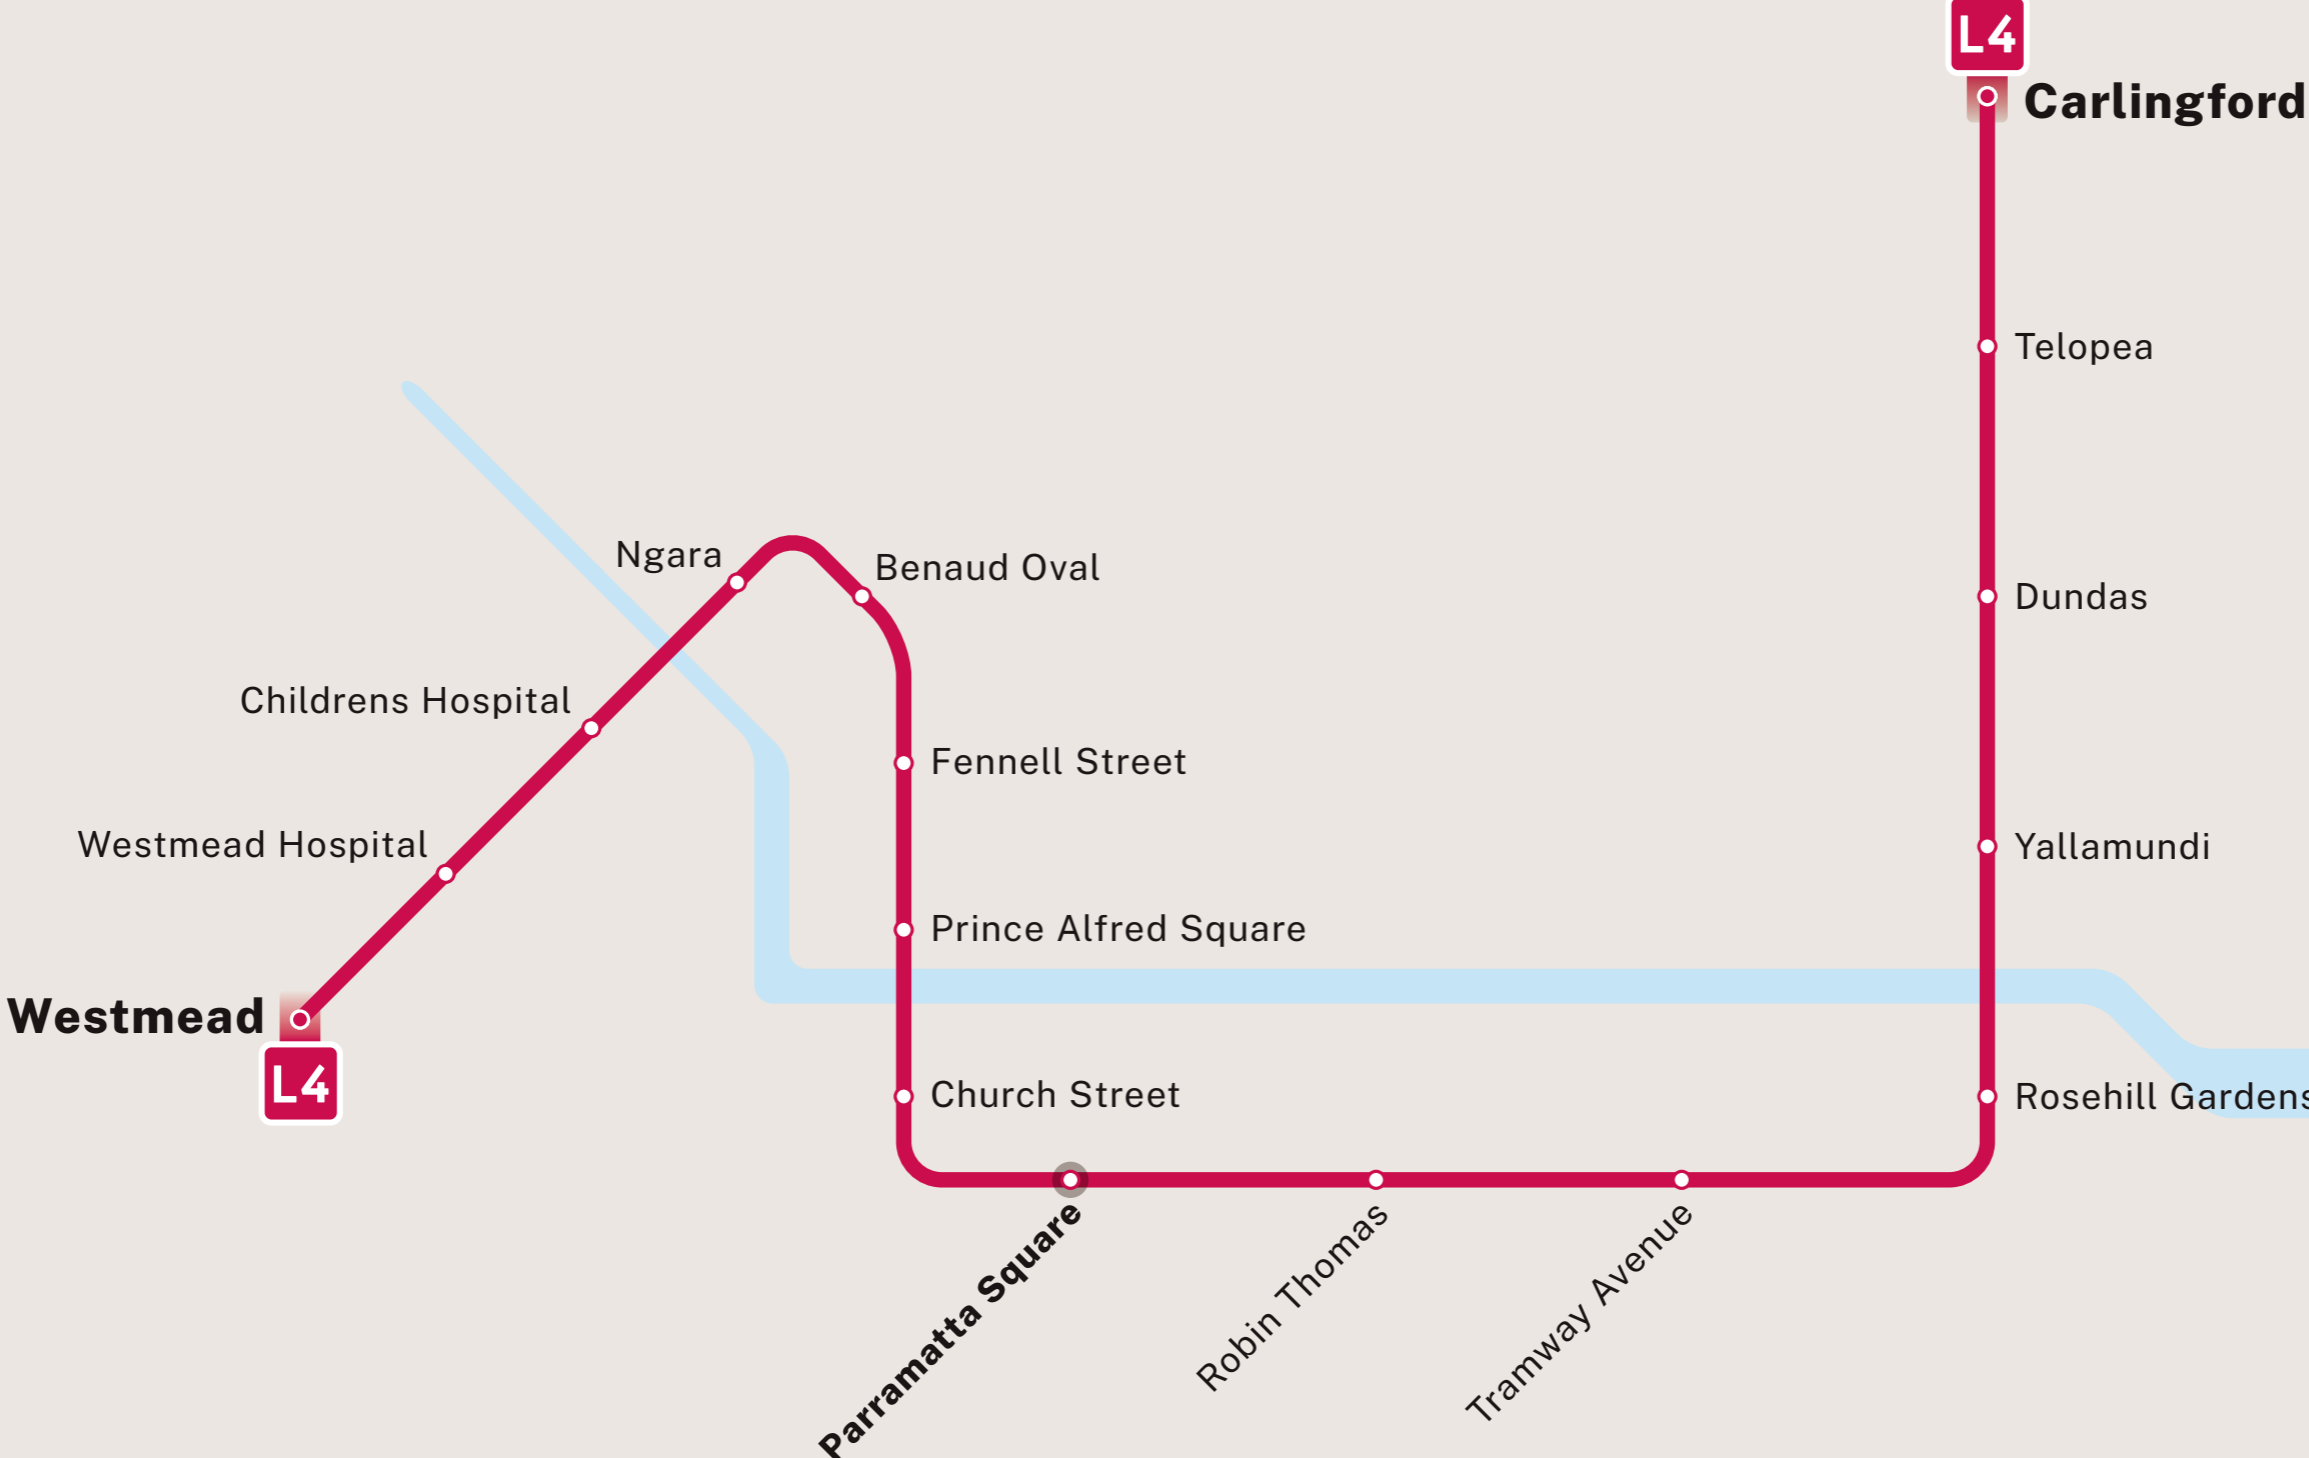 L4
Carlingford
Telopea
Ngara
Benaud Oval
Dundas
Childrens Hospital
Fennell Street
Westmead Hospital
Yallamundi
Prince Alfred Square
Westmead
L4
Church Street
Rosehill Gardens
Parramatta Square
Robin Thomas
Tramway Avenue